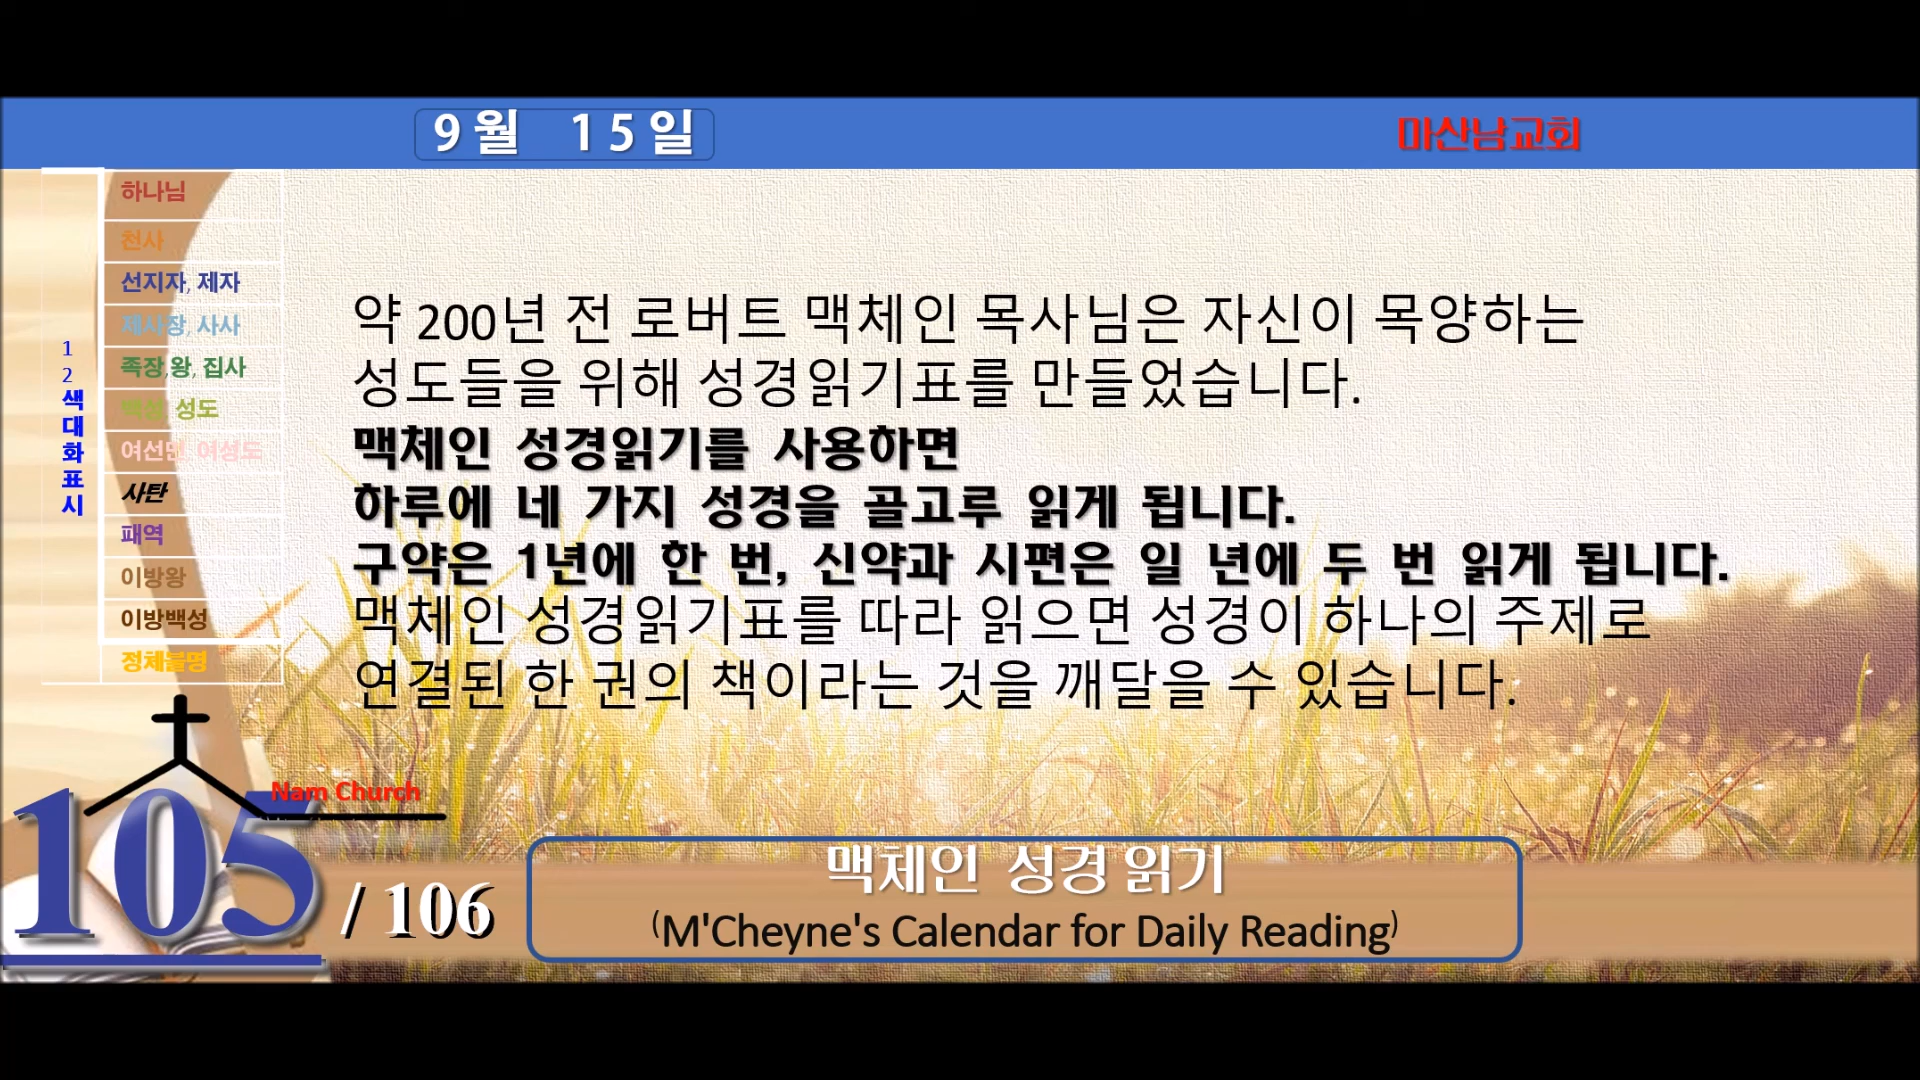 9월 15일
마산남교회
12색대화표시
하나님
천사
선지자, 제자
제사장, 사사
족장,왕, 집사
백성, 성도
여선면, 여성도
사탄
패역
이방왕
이방백성
정체불명
약 200년 전 로버트 맥체인 목사님은 자신이 목양하는
성도들을 위해 성경읽기표를 만들었습니다.
맥체인 성경읽기를 사용하면
하루에 네 가지 성경을 골고루 읽게 됩니다.
구약은 1년에 한 번, 신약과 시편은 일 년에 두 번 읽게 됩니다.
맥체인 성경읽기표를 따라 읽으면 성경이 하나의 주제로
연결된 한 권의 책이라는 것을 깨달을 수 있습니다.
Nam Church
105 / 106
맥체인 성경 읽기
(M'Cheyne's Calendar for Daily Reading)